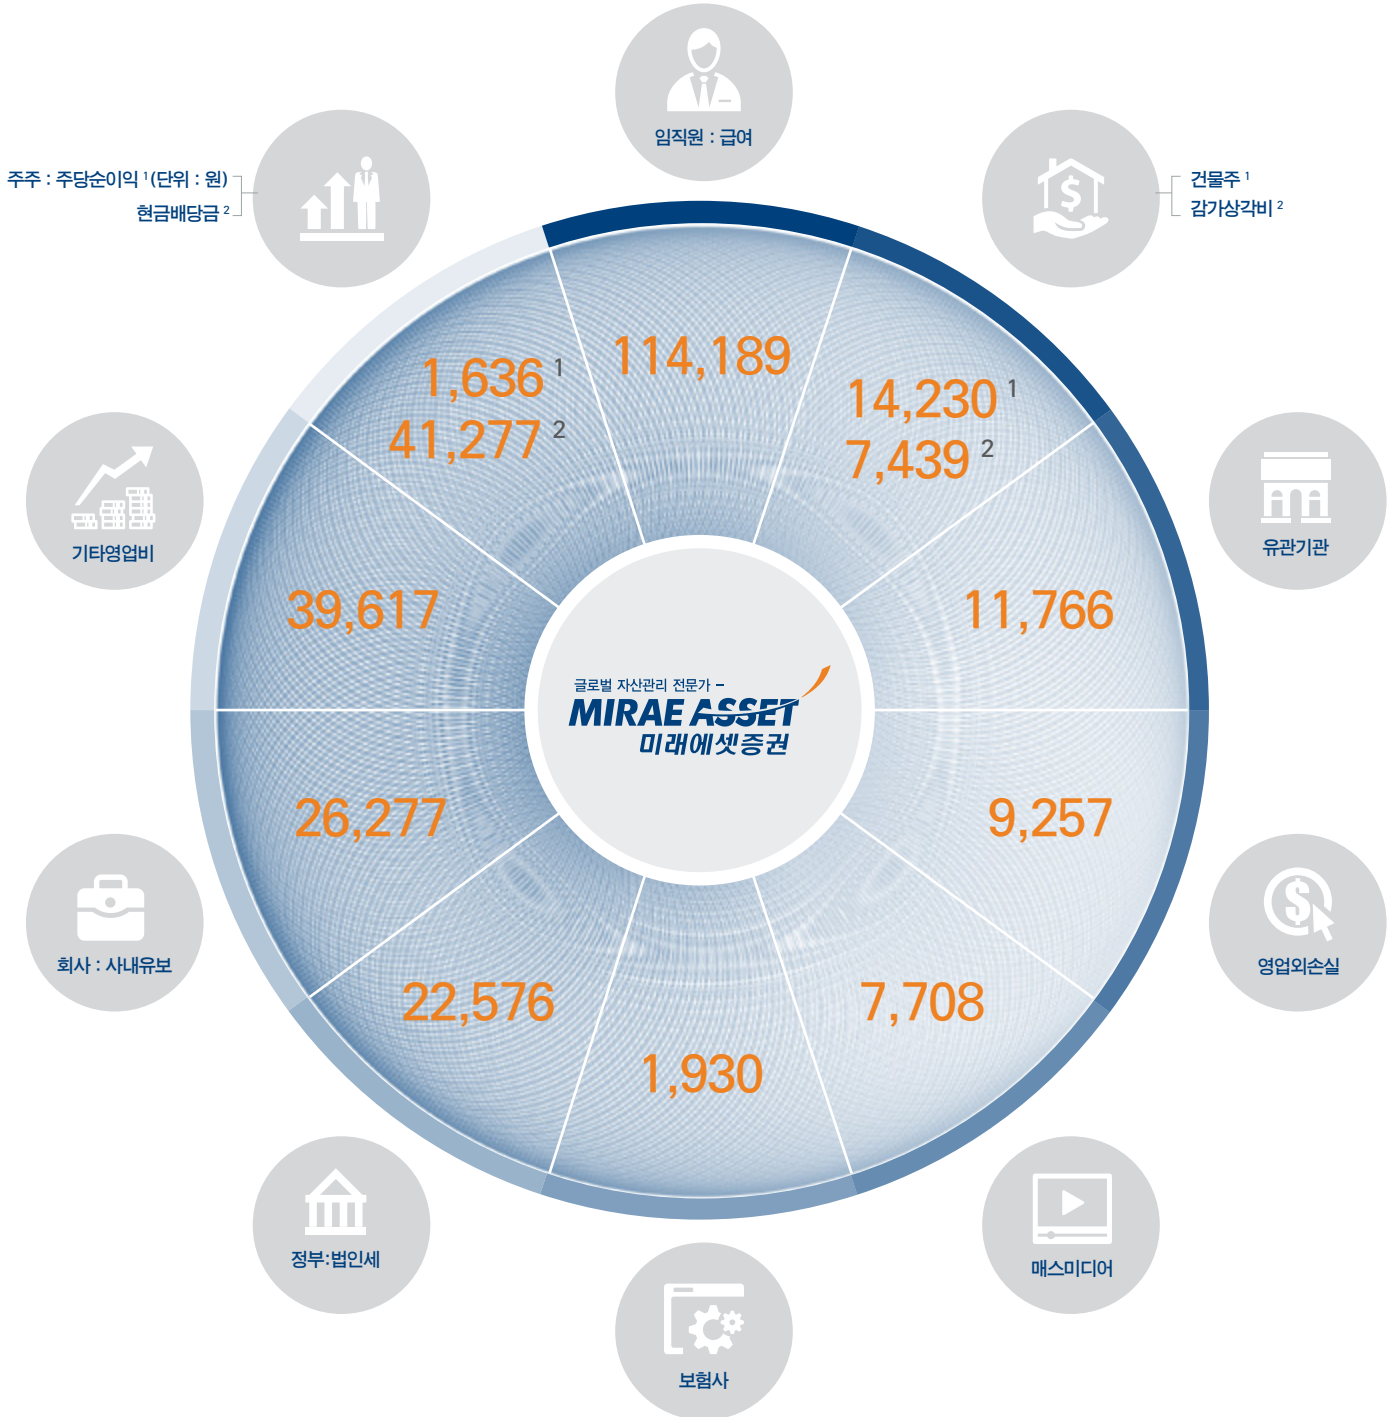 임직원 : 급여
주주 : 주당순이익 ¹ (단위 : 원)
현금배당금 ²
건물주 ¹
감가상각비 ²
114,189
1,636 ¹
41,277 ²
14,230 ¹
7,439 ²
기타영업비
유관기관
39,617
11,766
글로벌 자산관리 전문가
MIRAE ASSET
미래에셋증권
26,277
9,257
회사 : 사내유보
영업외손실
22,576
7,708
1,930
정부:법인세
매스미디어
보험사